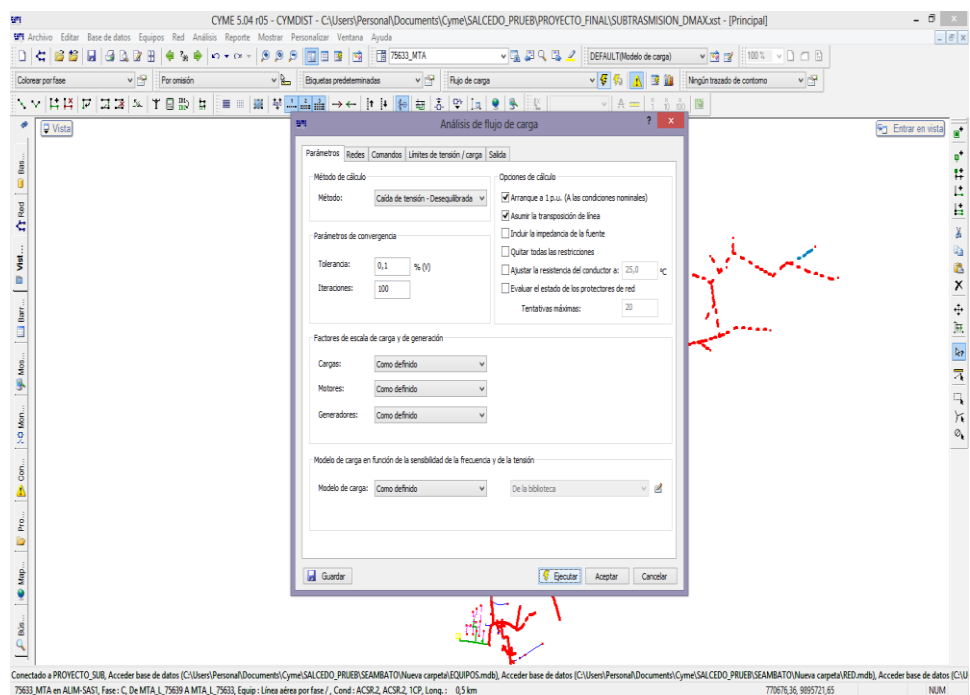 CYME 5.04 r05 - CYMDIST - C:\Users\Personal\Documents\Cyme\SALCEDO_PRUEB\PROYECTO_FINAL\SUBTRASMISION_DMAX.xst - [Principal]
Archivo Editar Base de datos Equipos Red Análisis Reporte Mostrar Personalizar Ventana Ayuda
75633_MTA DEFAULT(Modelo de carga) 100 %
Colorear por fase Por omisión Etiquetas predeterminadas Flujo de carga Ningún trazado de contorno
Vista Entrar en vista
Análisis de flujo de carga
Parámetros Redes Comandos Límites de tensión / carga Salida
Método de cálculo
Método: Caída de tensión - Desequilibrada
Parámetros de convergencia
Tolerancia: 0,1 % (V)
Iteraciones: 100
Opciones de cálculo
Arranque a 1 p.u. (A las condiciones nominales)
Asumir la transposición de línea
Incluir la impedancia de la fuente
Quitar todas las restricciones
Ajustar la resistencia del conductor a: 25,0 °C
Evaluar el estado de los protectores de red
Tentativas máximas: 20
Factores de escala de carga y de generación
Cargas: Como definido
Motores: Como definido
Generadores: Como definido
Modelo de carga en función de la sensibilidad de la frecuencia y de la tensión
Modelo de carga: Como definido De la biblioteca
Guardar Ejecutar Aceptar Cancelar
Bas...
Red
Vist...
Barr...
Mos...
Mon...
Con...
Pro...
Map...
Bús...
Conectado a PROYECTO_SUB, Acceder base de datos (C:\Users\Personal\Documents\Cyme\SALCEDO_PRUEB\SEAMBATO\Nueva carpeta\EQUIPOS.mdb), Acceder base de datos (C:\Users\Personal\Documents\Cyme\SALCEDO_PRUEB\SEAMBATO\Nueva carpeta\RED.mdb), Acceder base de datos (C:\U
75633_MTA en ALIM-SAS1, Fase : C, De MTA_L_75639 A MTA_L_75633, Equip : Línea aérea por fase / , Cond : ACSR.2, ACSR.2, 1CP, Long. : 0,5 km 770676,36, 9895721,65 NUM